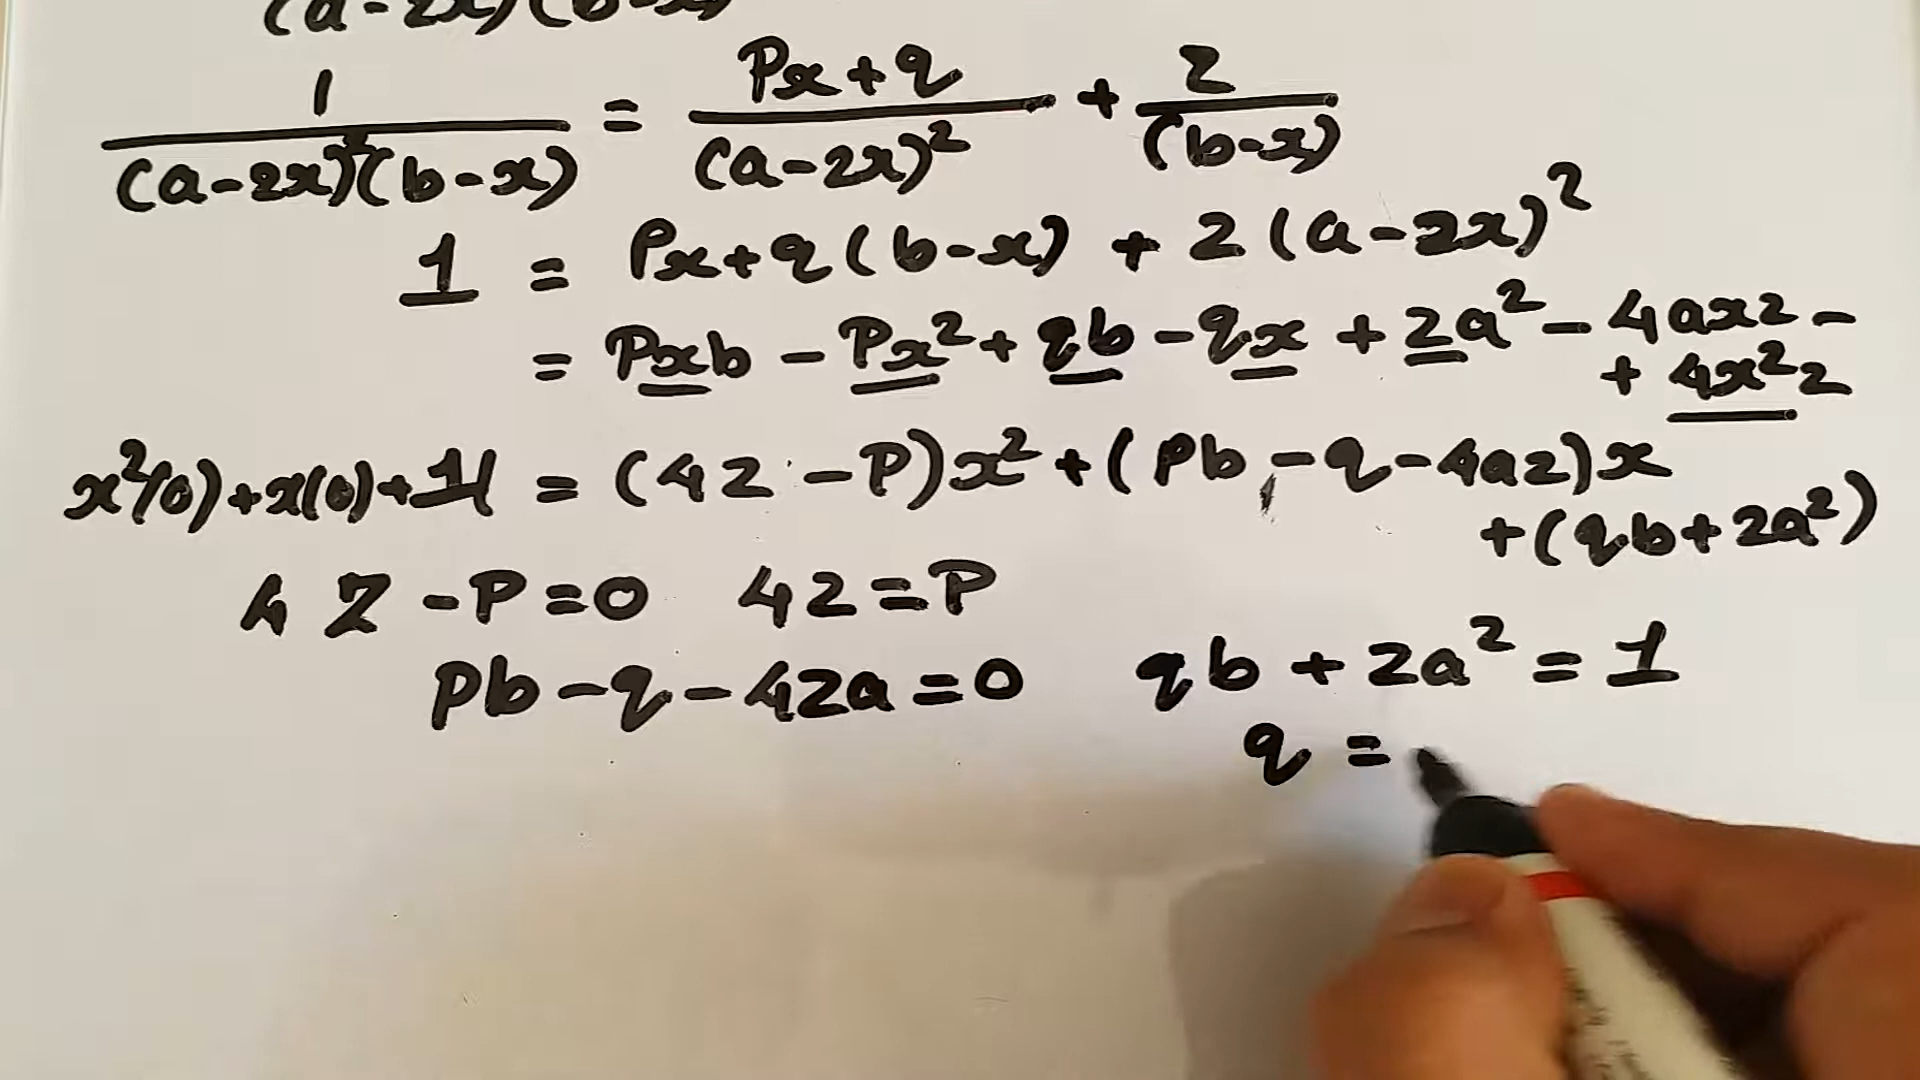 (a-2x)(b-x)
1/((a-2x)²(b-x)) = (Px+q)/((a-2x)²) + z/((b-x))
1 = Px+q(b-x) + z(a-2x)²
= Pxb - Px² + qb - qx + za² - 4axz -
+ 4x²z
x²(0)+x(0)+1 = (4z - P)x² + (Pb - q - 4az)x
+(qb+za²)
4z - P = 0 4z = P
Pb - q - 4za = 0 qb + za² = 1
q =